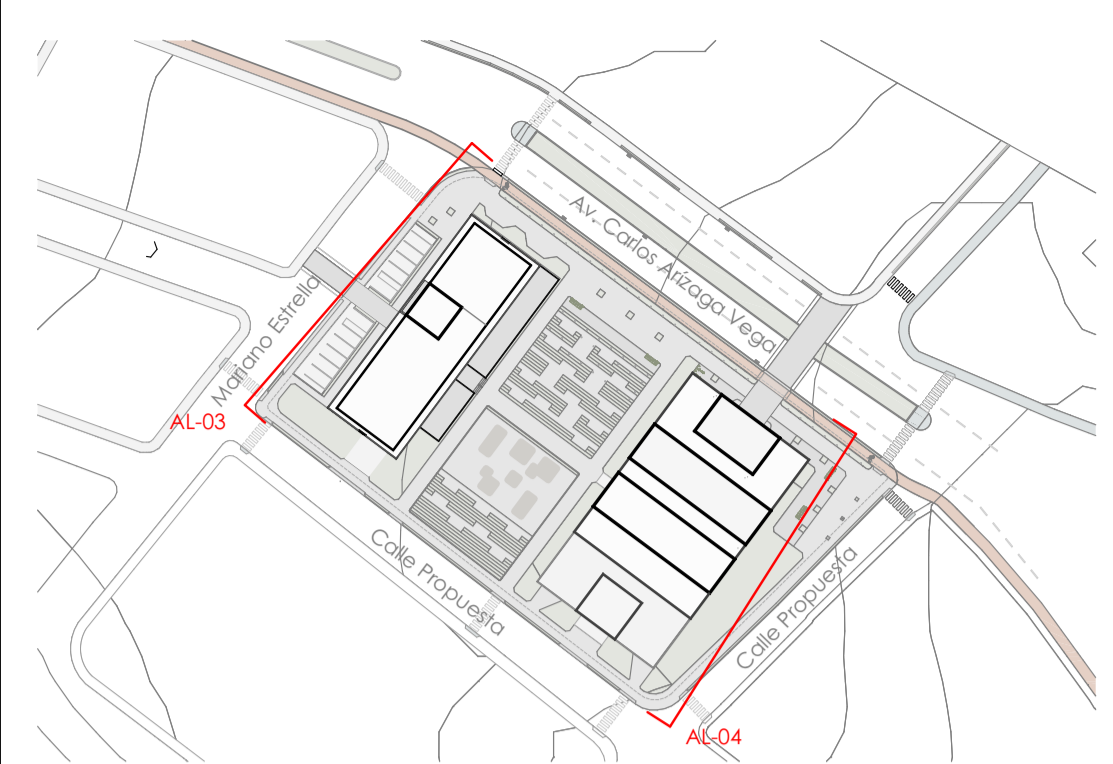 Av. Carlos Arízaga Vega
Mariano Estrella
AL-03
Calle Propuesta
Calle Propuesta
AL-04